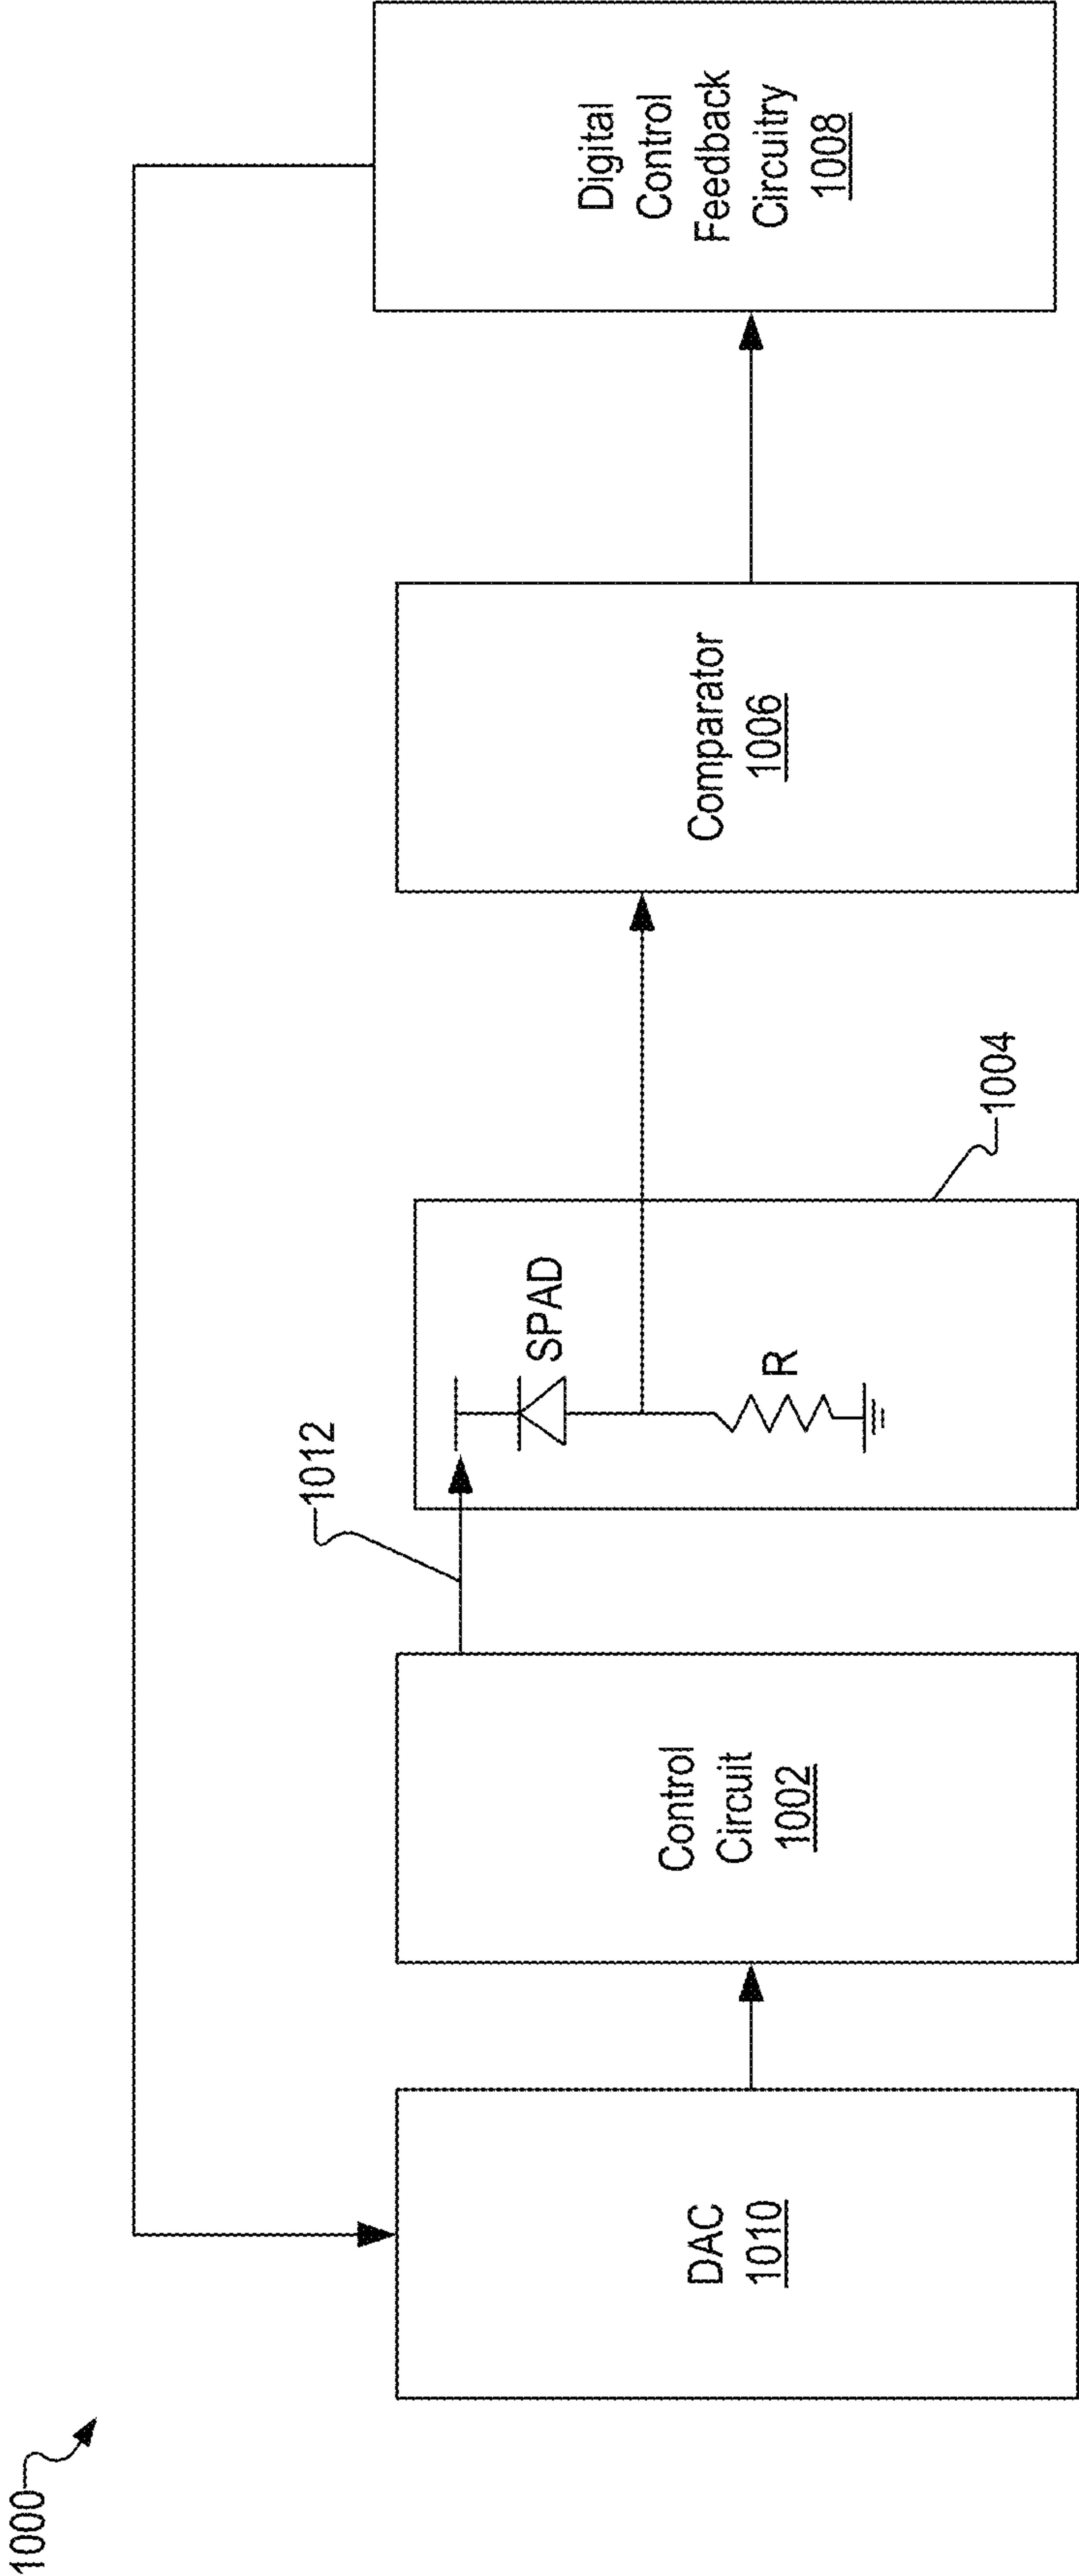 1000
DAC
1010
Control
Circuit
1002
1012
SPAD
R
1004
Comparator
1006
Digital
Control
Feedback
Circuitry
1008